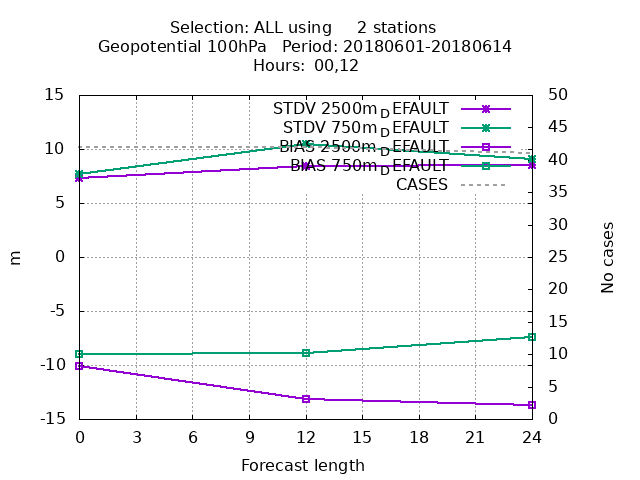 Selection: ALL using     2 stations
Geopotential 100hPa   Period: 20180601-20180614
Hours:  00,12
15
10
5
0
-5
-10
-15
50
45
40
35
30
25
20
15
10
5
0
STDV 2500m_DEFAULT
STDV 750m_DEFAULT
BIAS 2500m_DEFAULT
BIAS 750m_DEFAULT
CASES
m
No cases
0 3 6 9 12 15 18 21 24
Forecast length